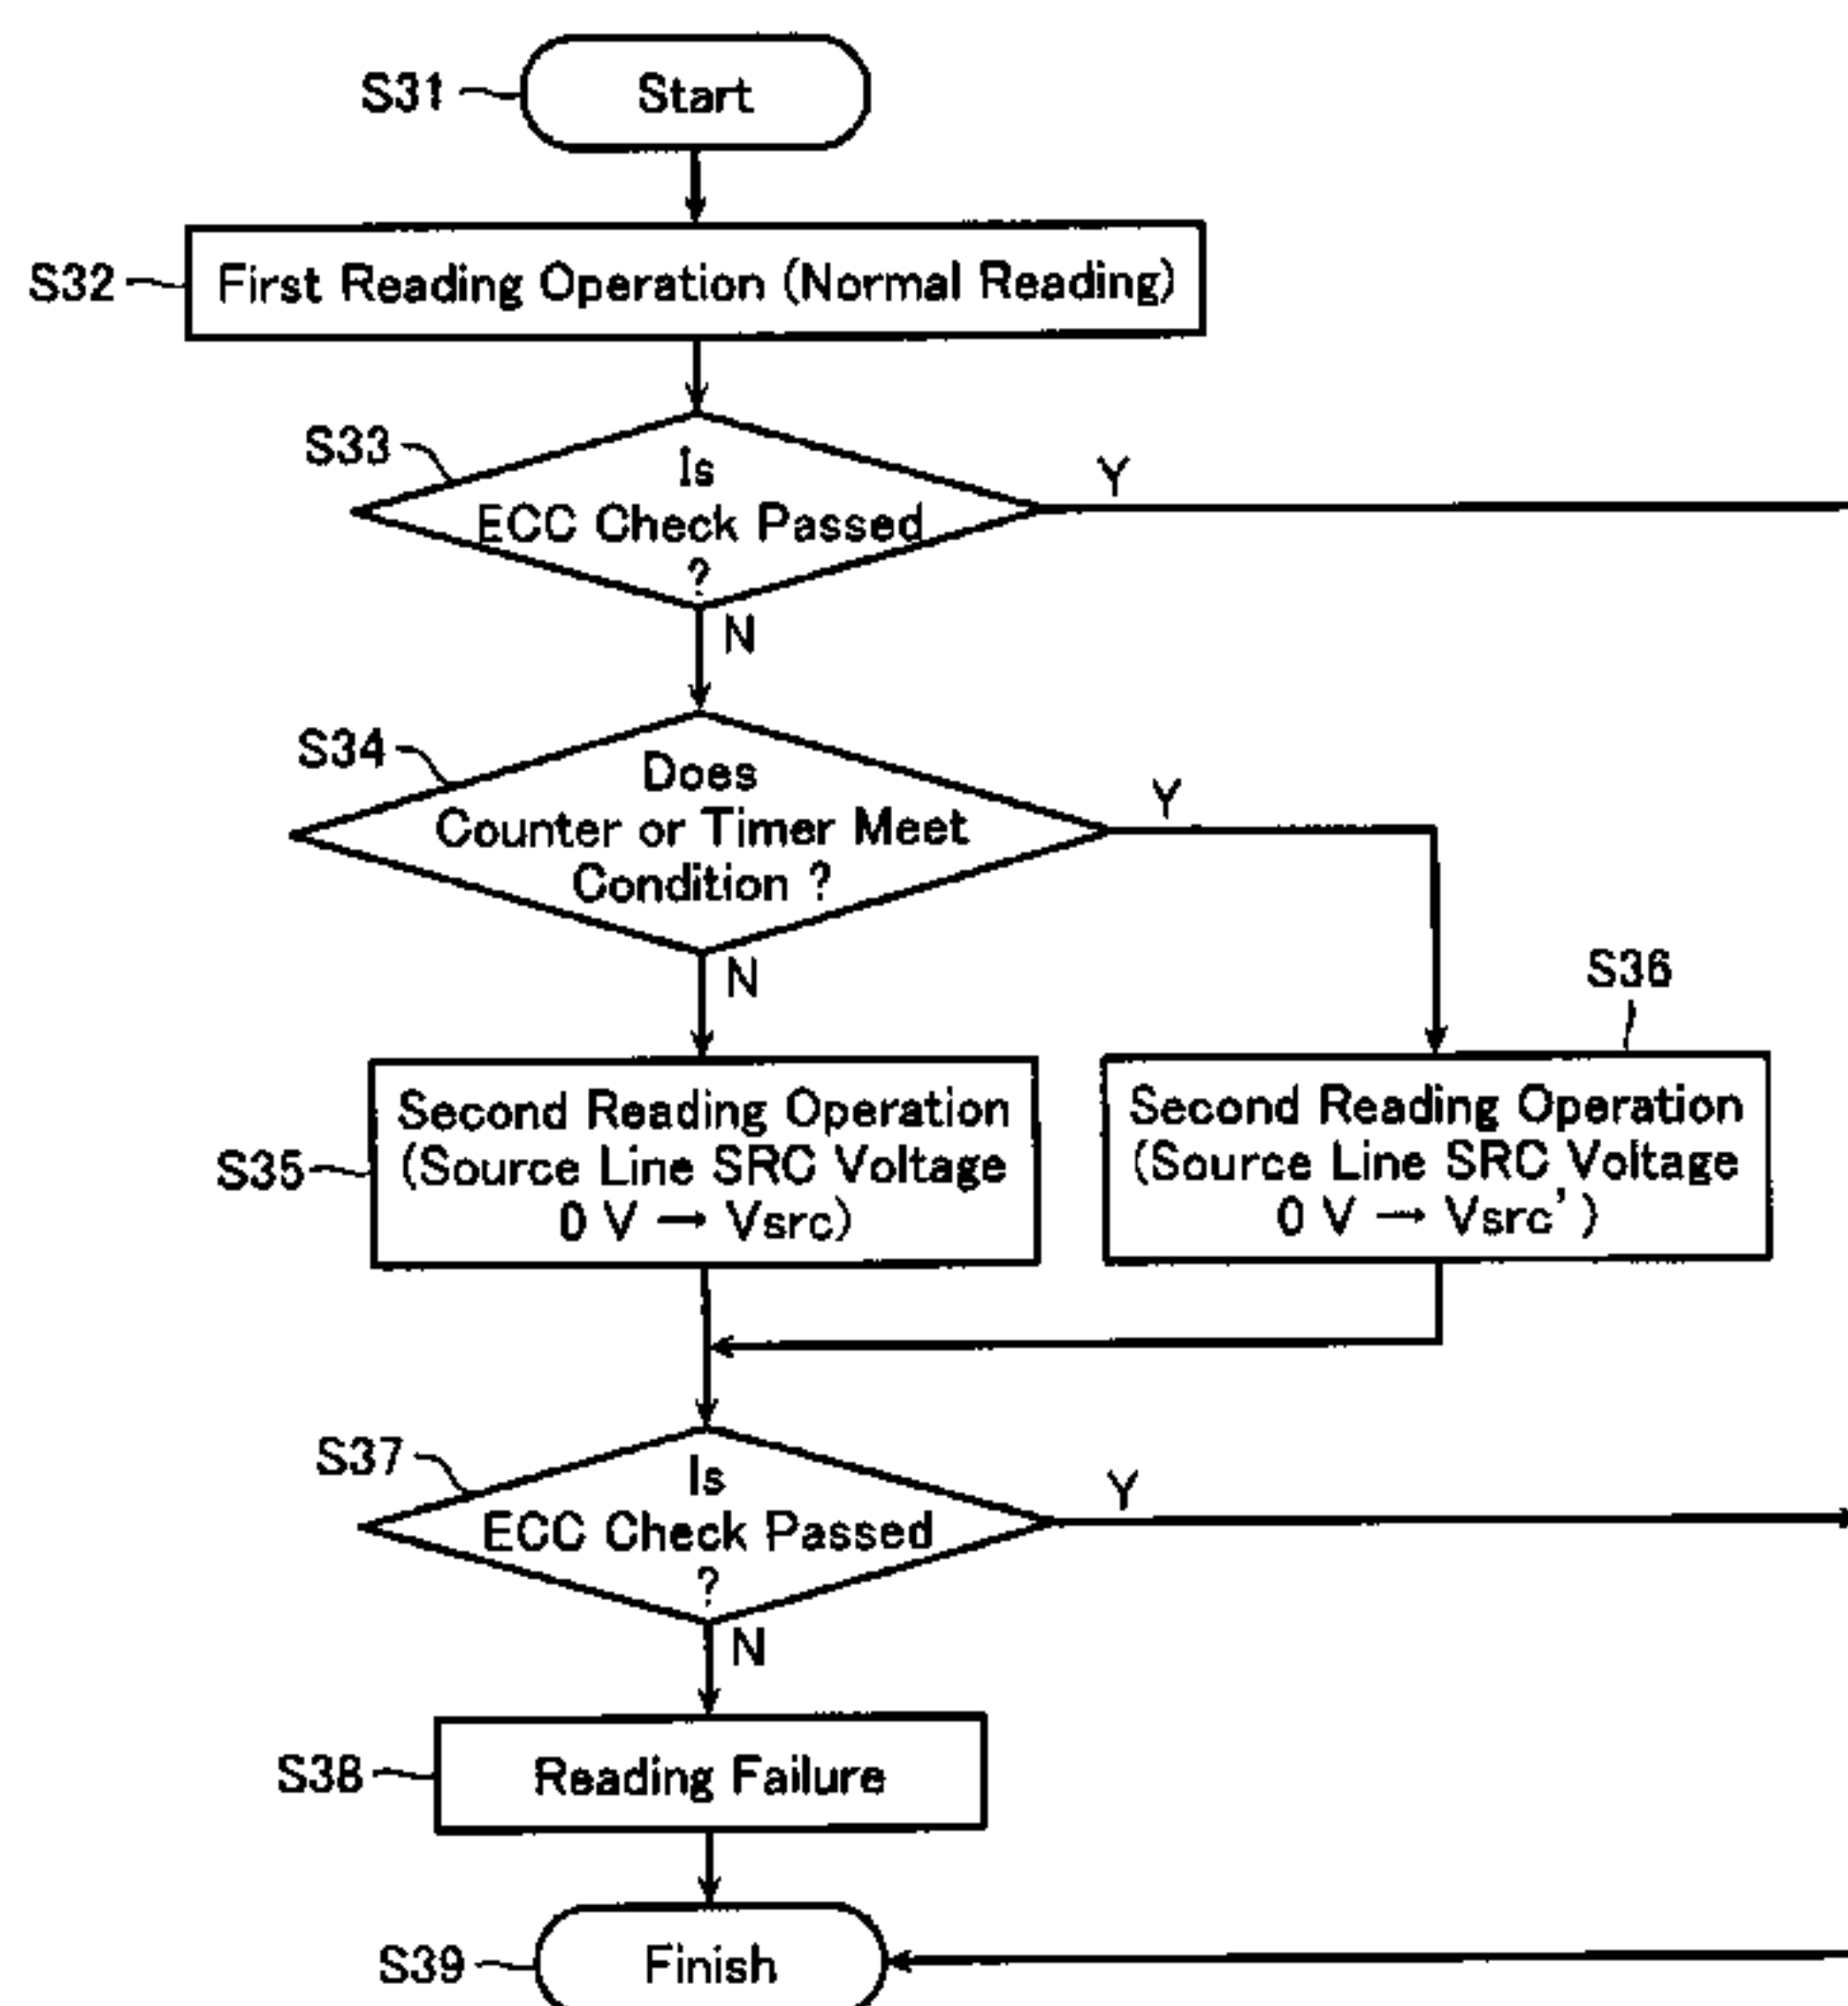 S31
Start
S32
First Reading Operation (Normal Reading)
S33
Is
ECC Check Passed
?
Y
N
S34
Does
Counter or Timer Meet
Condition ?
Y
N
S36
S35
Second Reading Operation
(Source Line SRC Voltage
0 V → Vsrc)
Second Reading Operation
(Source Line SRC Voltage
0 V → Vsrc')
S37
Is
ECC Check Passed
?
Y
N
S38
Reading Failure
S39
Finish